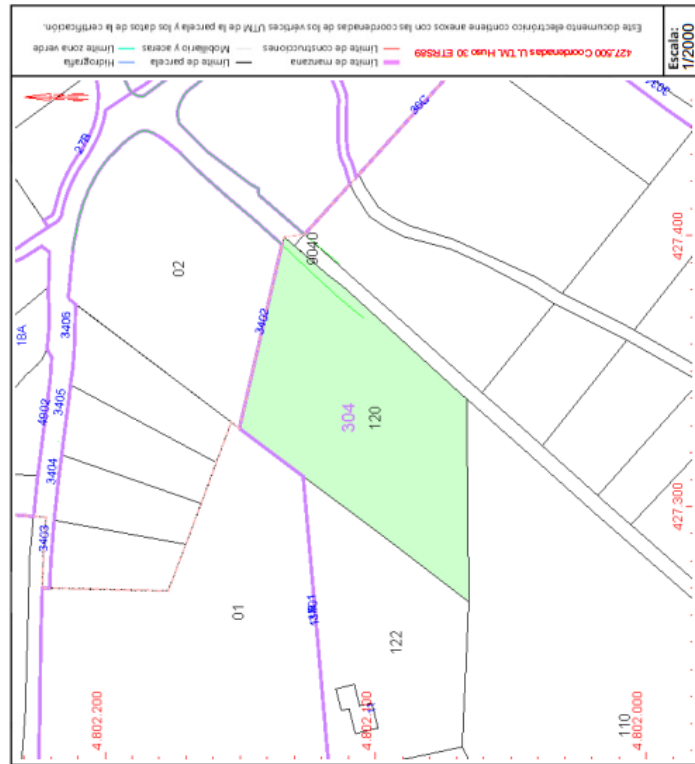 Este documento electrónico contiene anexos con las coordenadas de los vértices UTM de la parcela y los datos de la certificación.
427,500 Coordenadas U.T.M. Huso 30 ETRS89
Límite de manzana
Límite de parcela
Límite de construcciones
Mobiliario y aceras
Hidrografía
Límite zona verde
Escala:
1/2000
278
303
18A
02
9040
427.400
3406
3402
4902
3405
304
120
3404
427.300
3403
01
122
4.802.200
4.802.100
4.802.000
110